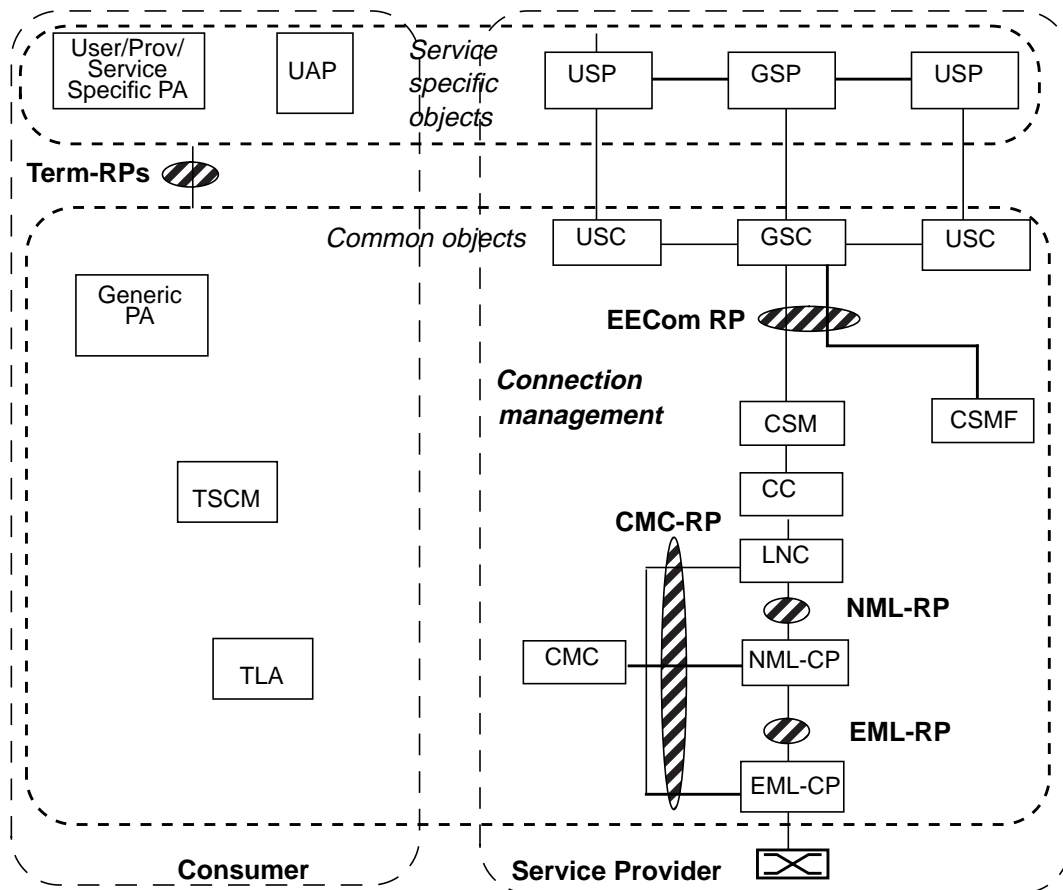 User/Prov/
Service
Specific PA
UAP
Service
specific
objects
USP
GSP
USP
Term-RPs
Common objects
USC
GSC
USC
Generic
PA
EECom RP
Connection
management
CSM
CSMF
TSCM
CC
CMC-RP
LNC
NML-RP
CMC
NML-CP
TLA
EML-RP
EML-CP
Consumer
Service Provider